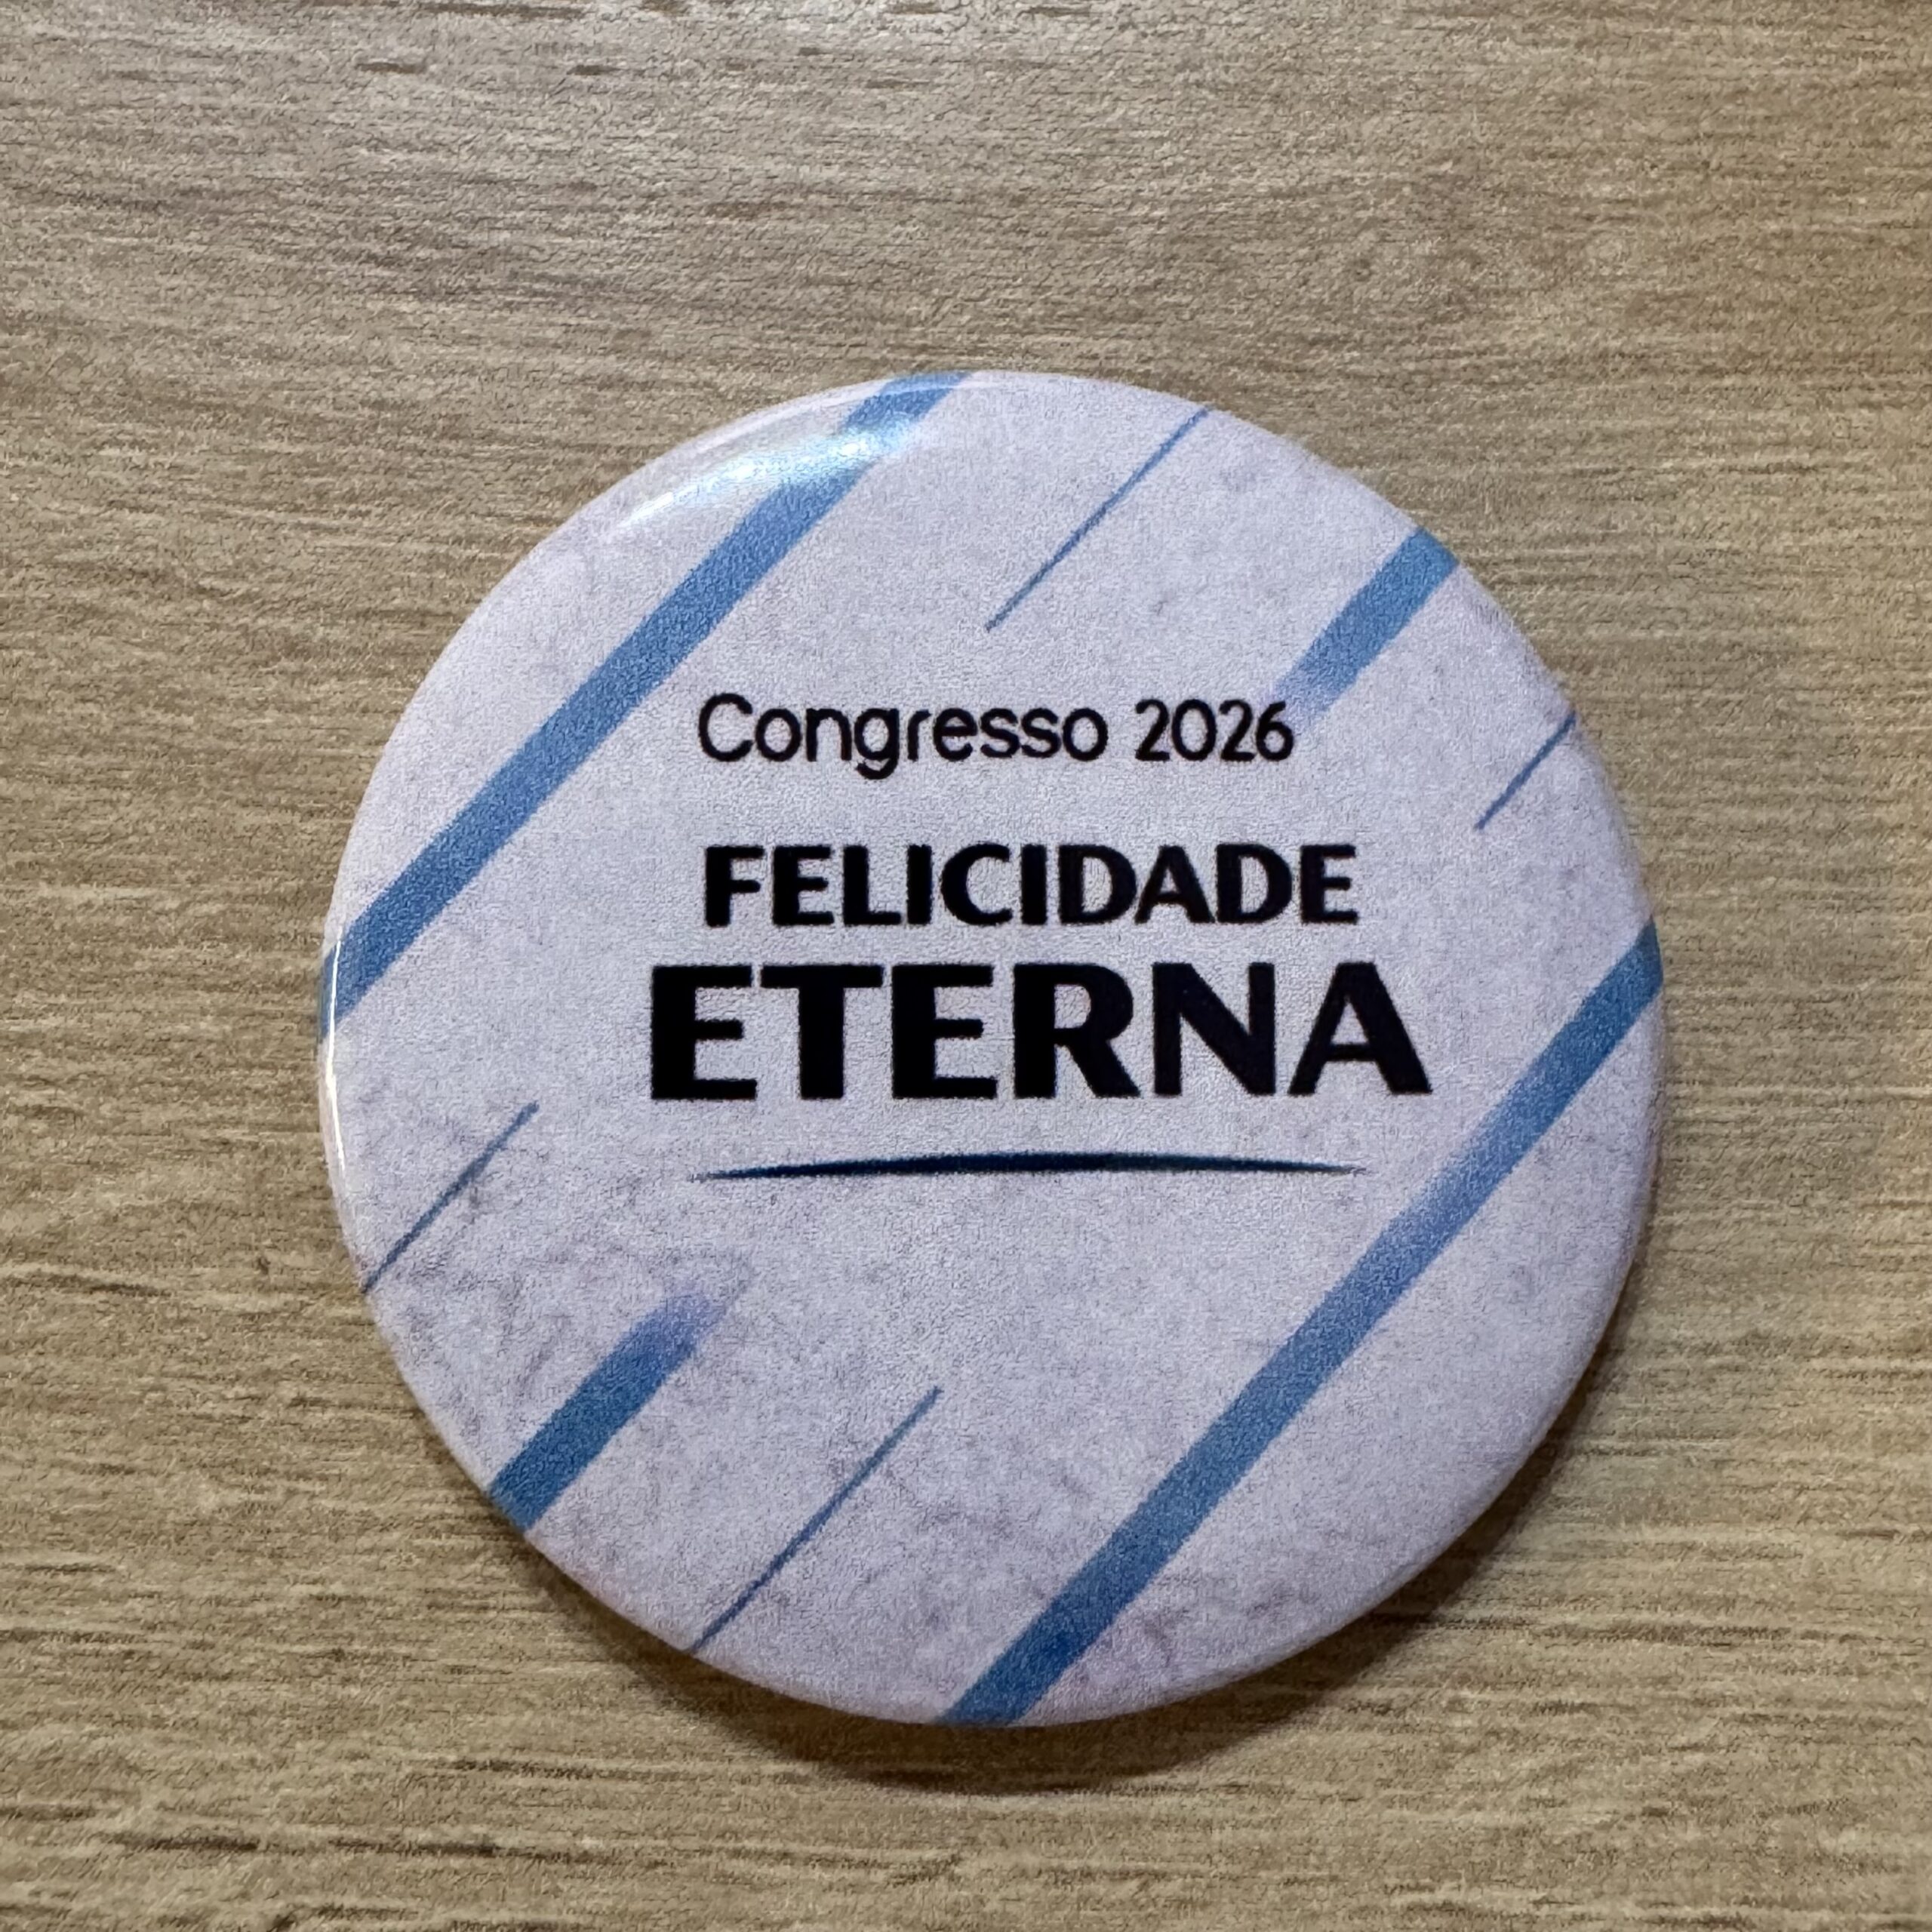 Congresso 2026
FELICIDADE
ETERNA